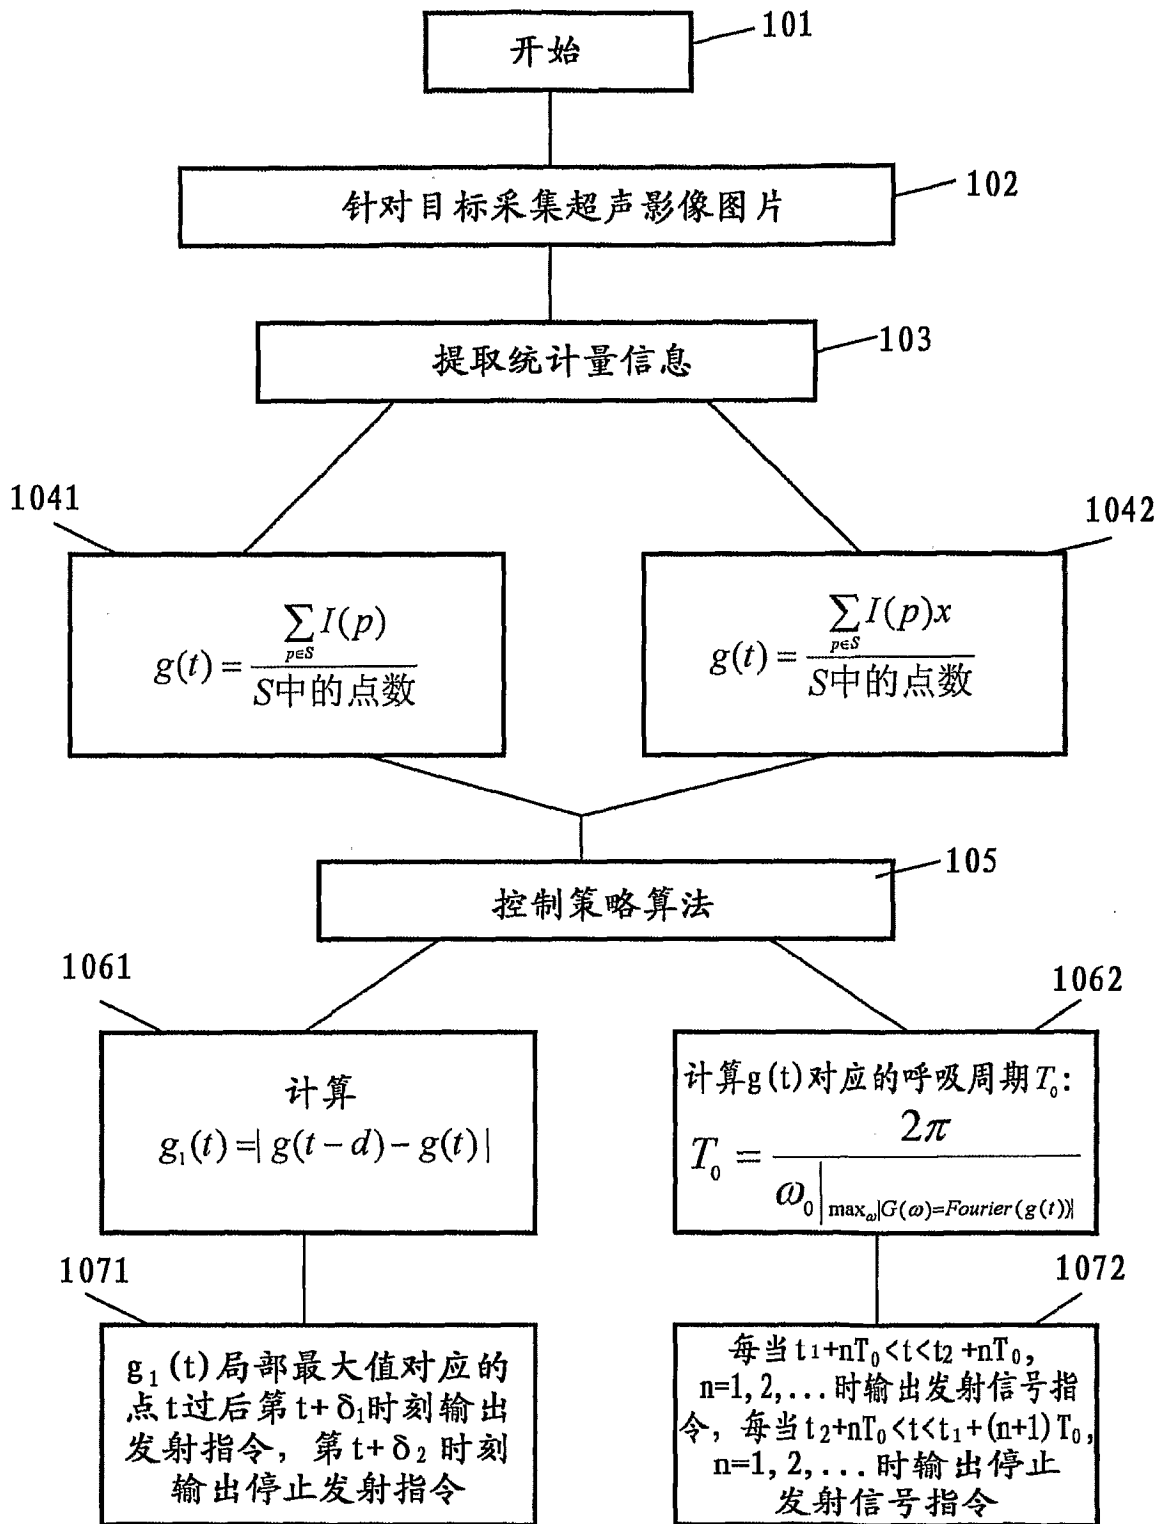 开始
101
针对目标采集超声影像图片
102
提取统计量信息
103
1041
g(t)=∑p∈S I(p)/S中的点数
1042
g(t)=∑p∈S I(p)x/S中的点数
控制策略算法
105
1061
计算
g₁(t)=|g(t-d)-g(t)|
1062
计算g(t)对应的呼吸周期T₀:
T₀=2π/ω₀|max_ω|G(ω)=Fourier(g(t))|
1071
g₁(t)局部最大值对应的
点t过后第t+δ₁时刻输出
发射指令，第t+δ₂时刻
输出停止发射指令
1072
每当t₁+nT₀<t<t₂+nT₀,
n=1,2,...时输出发射信号指
令，每当t₂+nT₀<t<t₁+(n+1)T₀,
n=1,2,...时输出停止
发射信号指令